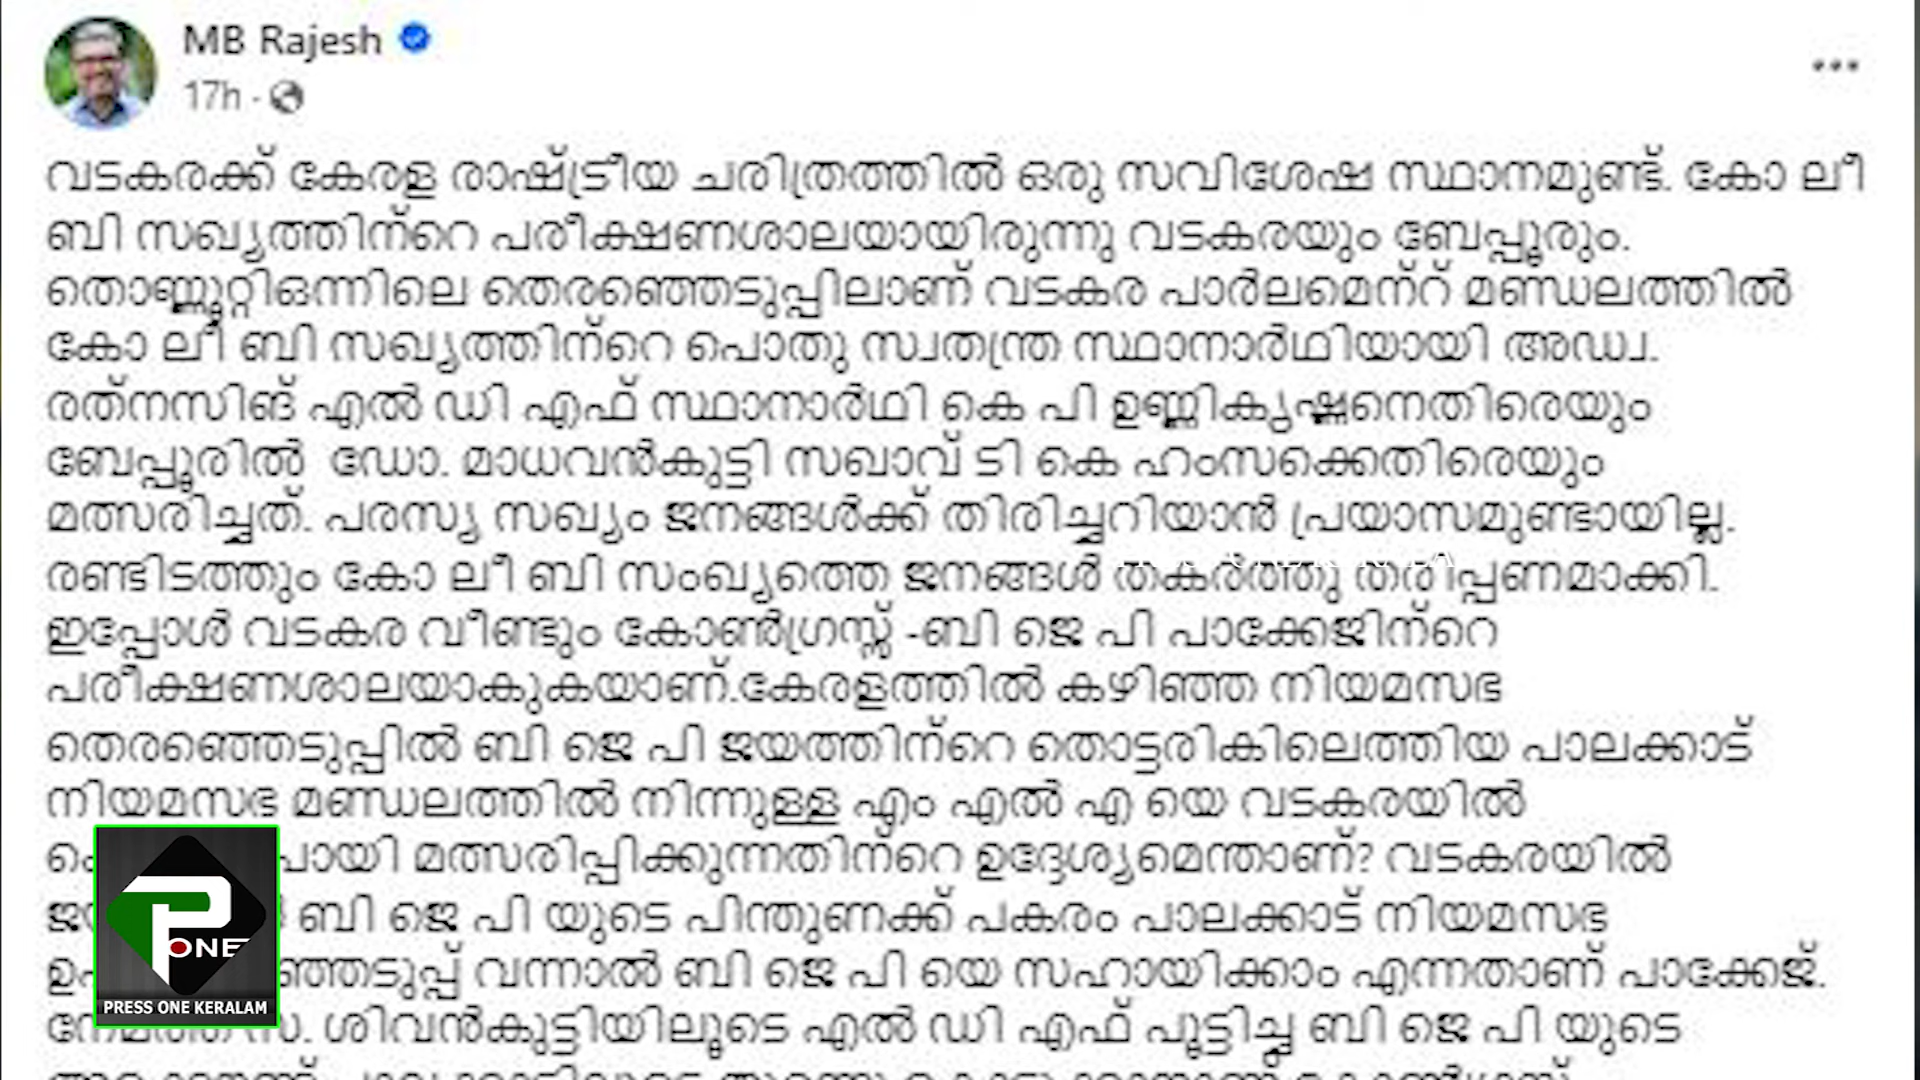 MB Rajesh
17h
വടകരക്ക് കേരള രാഷ്ട്രീയ ചരിത്രത്തിൽ ഒരു സവിശേഷ സ്ഥാനമുണ്ട്. കോ ലീ
ബി സഖ്യത്തിന്റെ പരീക്ഷണശാലയായിരുന്നു വടകരയും ബേപ്പൂരും.
തൊണ്ണൂറ്റിഒന്നിലെ തെരഞ്ഞെടുപ്പിലാണ് വടകര പാർലമെന്റ് മണ്ഡലത്തിൽ
കോ ലീ ബി സഖ്യത്തിന്റെ പൊതു സ്വതന്ത്ര സ്ഥാനാർഥിയായി അഡ്വ.
രത്‌നസിങ് എൽ ഡി എഫ് സ്ഥാനാർഥി കെ പി ഉണ്ണികൃഷ്ണനെതിരെയും
ബേപ്പൂരിൽ ഡോ. മാധവൻകുട്ടി സഖാവ് ടി കെ ഹംസക്കെതിരെയും
മത്സരിച്ചത്. പരസ്യ സഖ്യം ജനങ്ങൾക്ക് തിരിച്ചറിയാൻ പ്രയാസമുണ്ടായില്ല.
രണ്ടിടത്തും കോ ലീ ബി സംഖ്യത്തെ ജനങ്ങൾ തകർത്തു തരിപ്പണമാക്കി.
ഇപ്പോൾ വടകര വീണ്ടും കോൺഗ്രസ്സ് -ബി ജെ പി പാക്കേജിന്റെ
പരീക്ഷണശാലയാകുകയാണ്.കേരളത്തിൽ കഴിഞ്ഞ നിയമസഭ
തെരഞ്ഞെടുപ്പിൽ ബി ജെ പി ജയത്തിന്റെ തൊട്ടരികിലെത്തിയ പാലക്കാട്
നിയമസഭ മണ്ഡലത്തിൽ നിന്നുള്ള എം എൽ എ യെ വടകരയിൽ
മത്സരിപ്പിക്കുന്നതിന്റെ ഉദ്ദേശ്യമെന്താണ്? വടകരയിൽ
ബി ജെ പി യുടെ പിന്തുണക്ക് പകരം പാലക്കാട് നിയമസഭ
വന്നാൽ ബി ജെ പി യെ സഹായിക്കാം എന്നതാണ് പാക്കേജ്.
ശിവൻകുട്ടിയിലൂടെ എൽ ഡി എഫ് പൂട്ടിച്ച ബി ജെ പി യുടെ
P ONE
PRESS ONE KERALAM